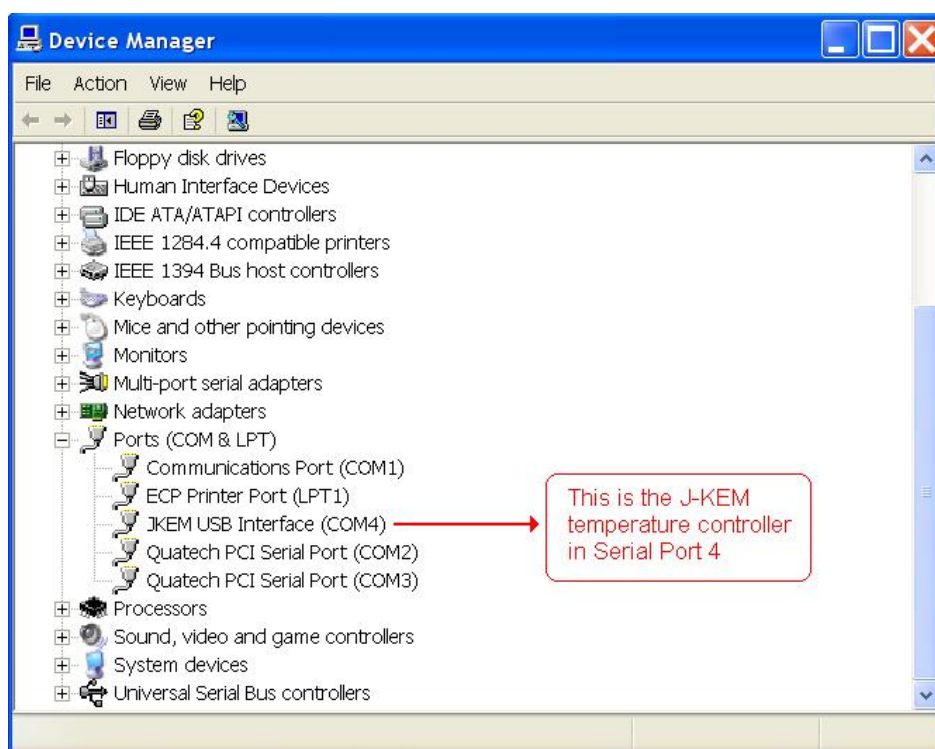 Device Manager
File Action View Help
Floppy disk drives
Human Interface Devices
IDE ATA/ATAPI controllers
IEEE 1284.4 compatible printers
IEEE 1394 Bus host controllers
Keyboards
Mice and other pointing devices
Monitors
Multi-port serial adapters
Network adapters
Ports (COM & LPT)
Communications Port (COM1)
ECP Printer Port (LPT1)
JKEM USB Interface (COM4)
Quatech PCI Serial Port (COM2)
Quatech PCI Serial Port (COM3)
This is the J-KEM
temperature controller
in Serial Port 4
Processors
Sound, video and game controllers
System devices
Universal Serial Bus controllers